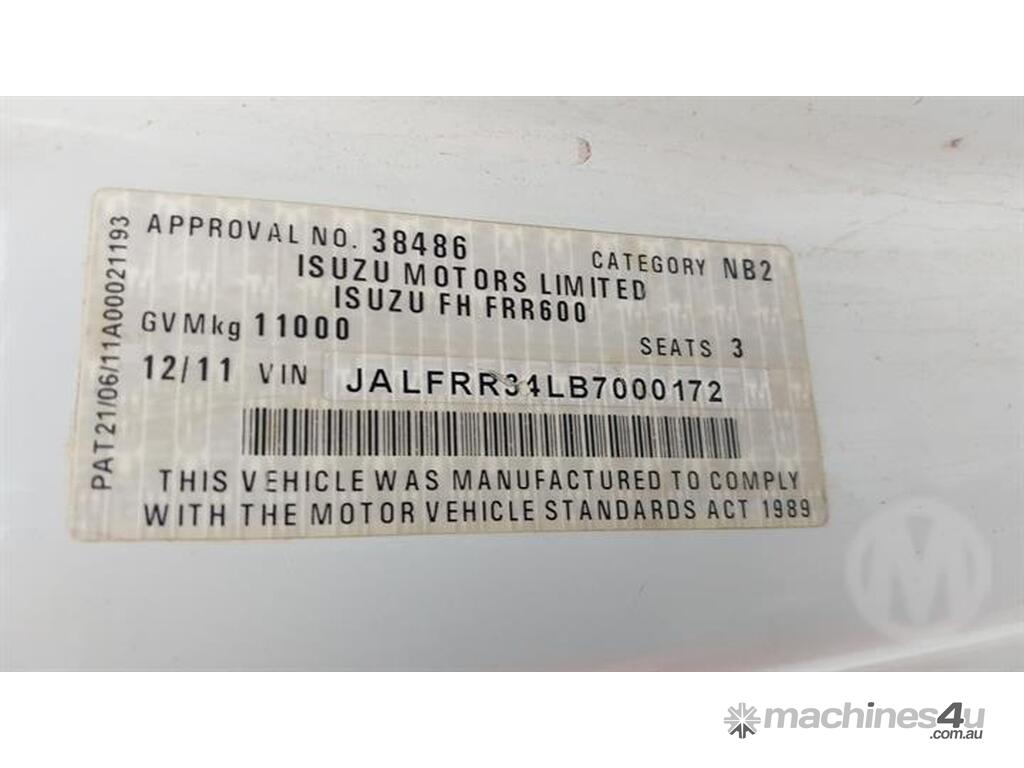 APPROVAL NO. 38486 CATEGORY NB2
ISUZU MOTORS LIMITED
ISUZU FH FRR600
GVMkg 11000 SEATS 3
12/11 VIN JALFRR34LB7000172
THIS VEHICLE WAS MANUFACTURED TO COMPLY
WITH THE MOTOR VEHICLE STANDARDS ACT 1989
PAT21/06/11A00021193
M
machines4u
.com.au